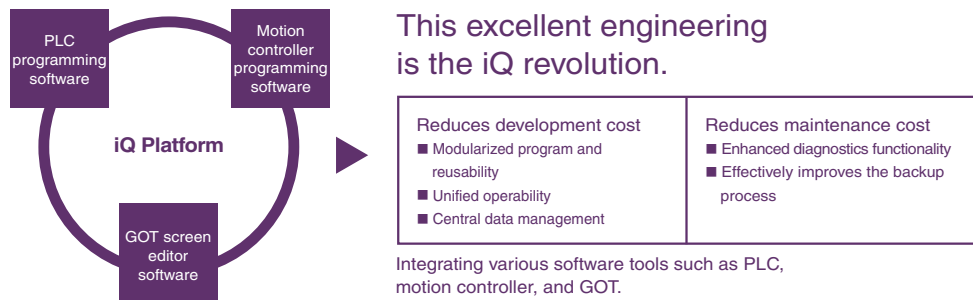 PLC
programming
software
Motion
controller
programming
software
iQ Platform
GOT screen
editor
software
This excellent engineering
is the iQ revolution.
Reduces development cost
■ Modularized program and
reusability
■ Unified operability
■ Central data management
Reduces maintenance cost
■ Enhanced diagnostics functionality
■ Effectively improves the backup
process
Integrating various software tools such as PLC,
motion controller, and GOT.